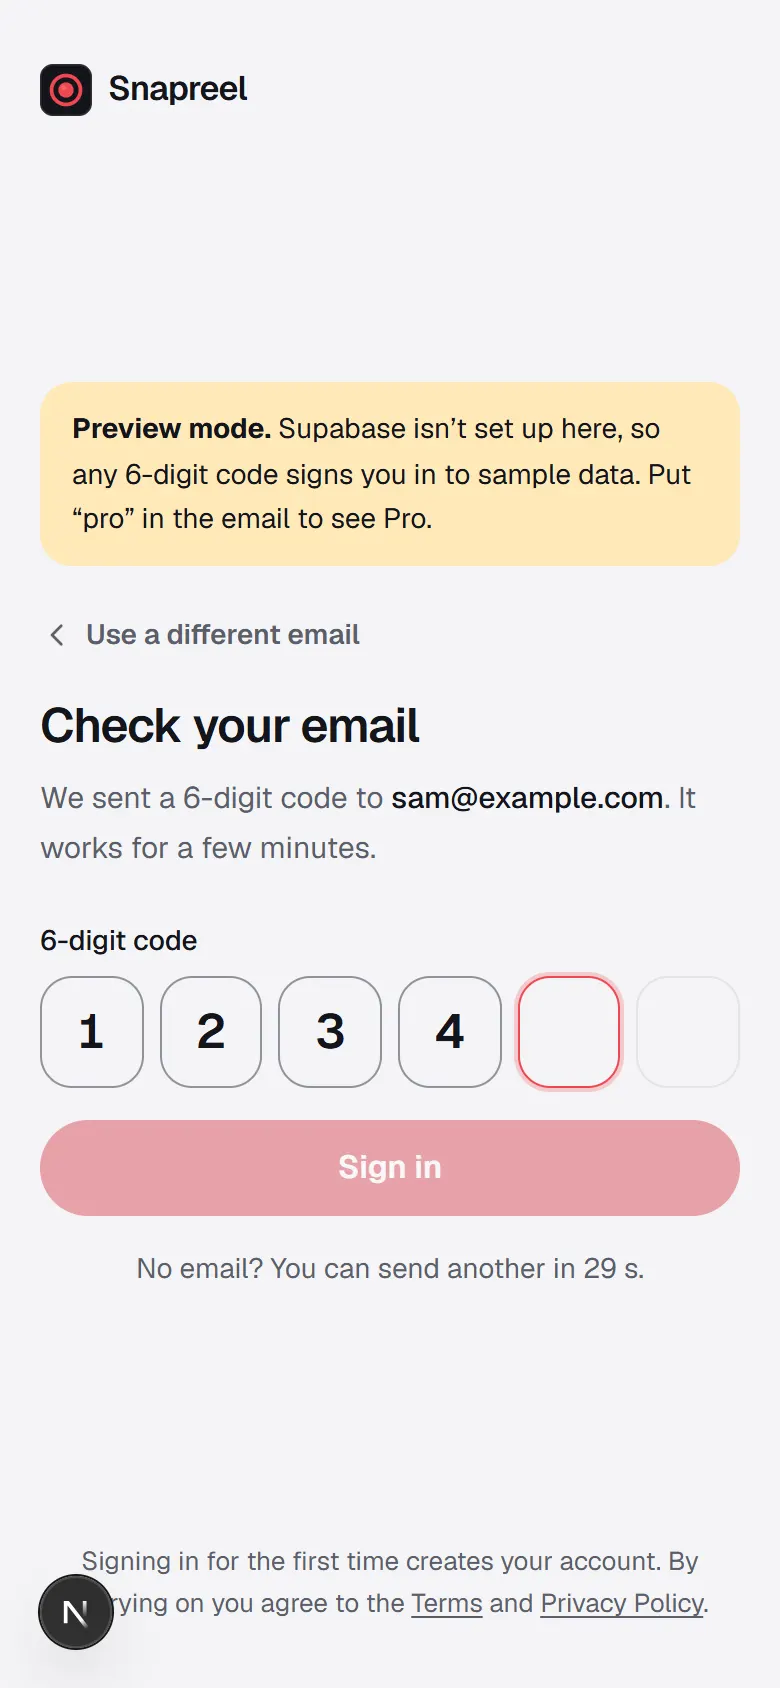 Snapreel
Preview mode. Supabase isn’t set up here, so
any 6-digit code signs you in to sample data. Put
“pro” in the email to see Pro.
Use a different email
Check your email
We sent a 6-digit code to sam@example.com. It
works for a few minutes.
6-digit code
1 2 3 4
Sign in
No email? You can send another in 29 s.
Signing in for the first time creates your account. By
rying on you agree to the Terms and Privacy Policy.
N